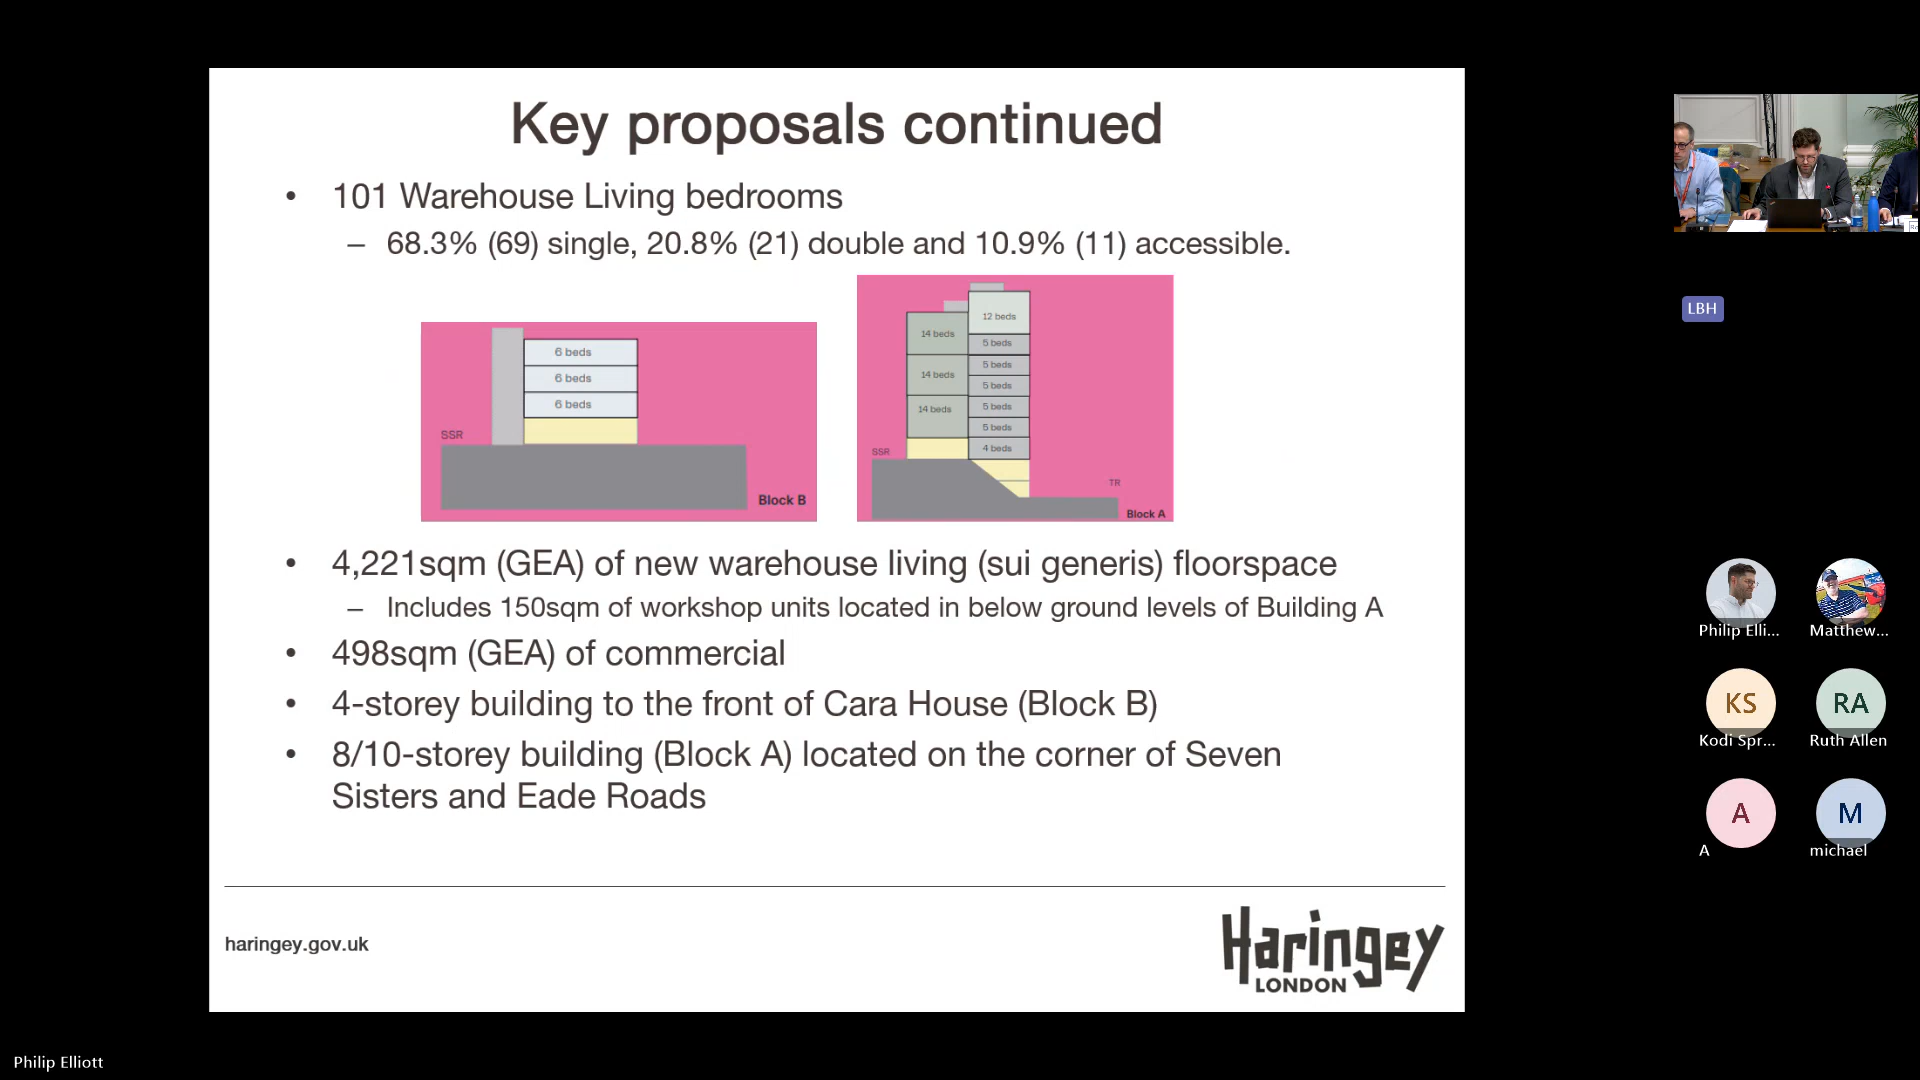 Key proposals continued
• 101 Warehouse Living bedrooms
– 68.3% (69) single, 20.8% (21) double and 10.9% (11) accessible.
6 beds
6 beds
6 beds
SSR
Block B
12 beds
14 beds
5 beds
5 beds
14 beds
5 beds
14 beds
5 beds
5 beds
4 beds
SSR
TR
Block A
• 4,221sqm (GEA) of new warehouse living (sui generis) floorspace
– Includes 150sqm of workshop units located in below ground levels of Building A
• 498sqm (GEA) of commercial
• 4-storey building to the front of Cara House (Block B)
• 8/10-storey building (Block A) located on the corner of Seven
Sisters and Eade Roads
haringey.gov.uk
Haringey
LONDON
LBH
Philip Elli...
Matthew...
KS
RA
Kodi Spr...
Ruth Allen
A
M
A
michael
Philip Elliott